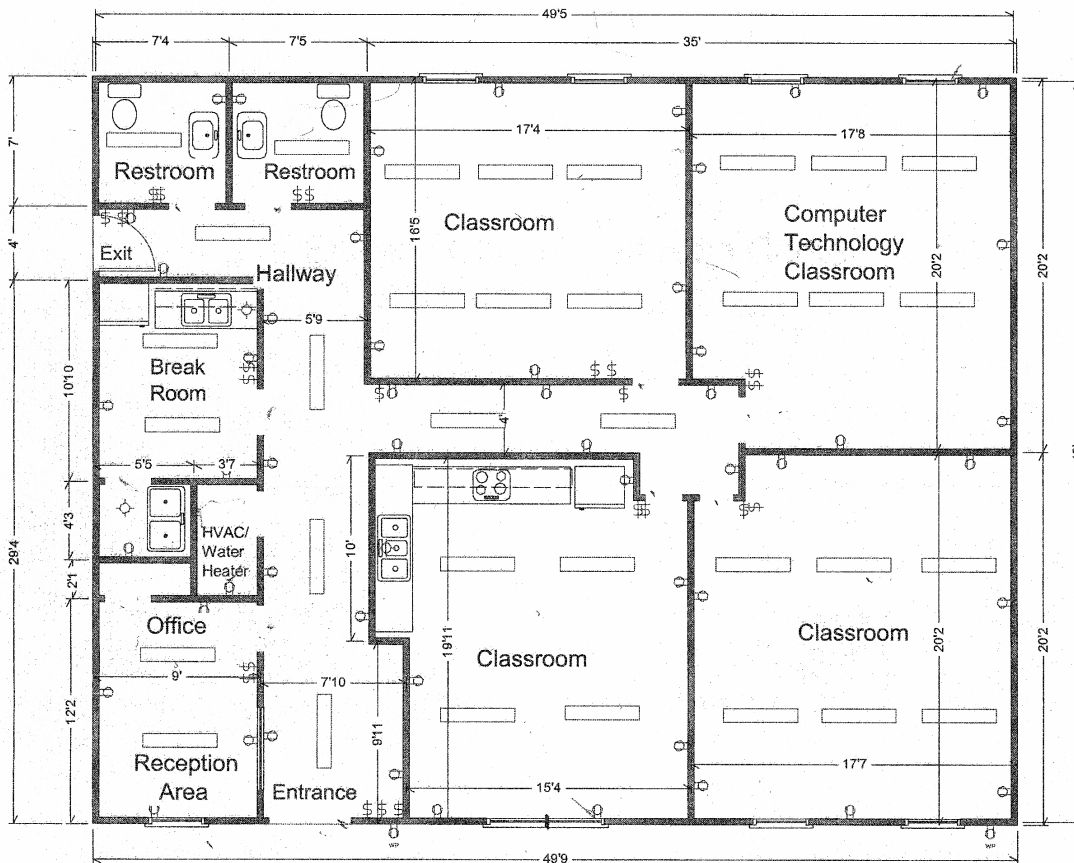 49'5
7'4
7'5
35'
7'
17'4
17'8
Restroom
Restroom
$$
$$
Classroom
Computer
Technology
Classroom
16'5
20'2
20'2
4'
$ $$
Exit
Hallway
5'9
Break
Room
$$
$$
10'10
$
$ $
$
$$
4'
5'5
3'7
4'3
HVAC/
Water
Heater
10'
$$
$$
29'4
2'1
Office
19'11
Classroom
Classroom
20'2
20'2
$$
9'
7'10
12'2
9'11
Reception
Area
Entrance
$$ $
15'4
17'7
WP
WP
49'9